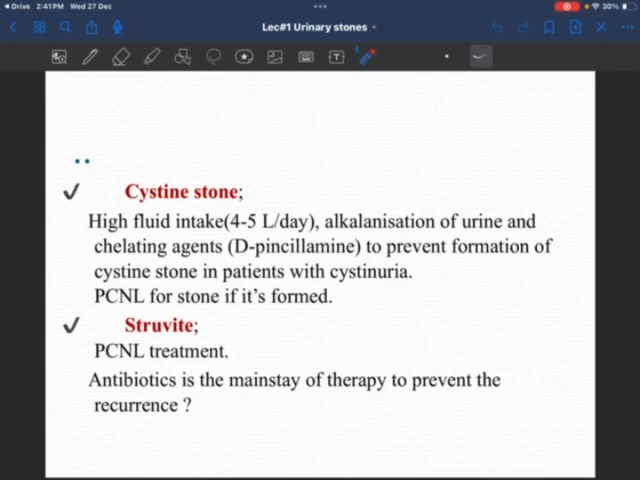 Drive 2:41PM Wed 27 Dec
30%
Lec#1 Urinary stones
Cystine stone;
High fluid intake(4-5 L/day), alkalanisation of urine and
chelating agents (D-pincillamine) to prevent formation of
cystine stone in patients with cystinuria.
PCNL for stone if it’s formed.
Struvite;
PCNL treatment.
Antibiotics is the mainstay of therapy to prevent the
recurrence ?